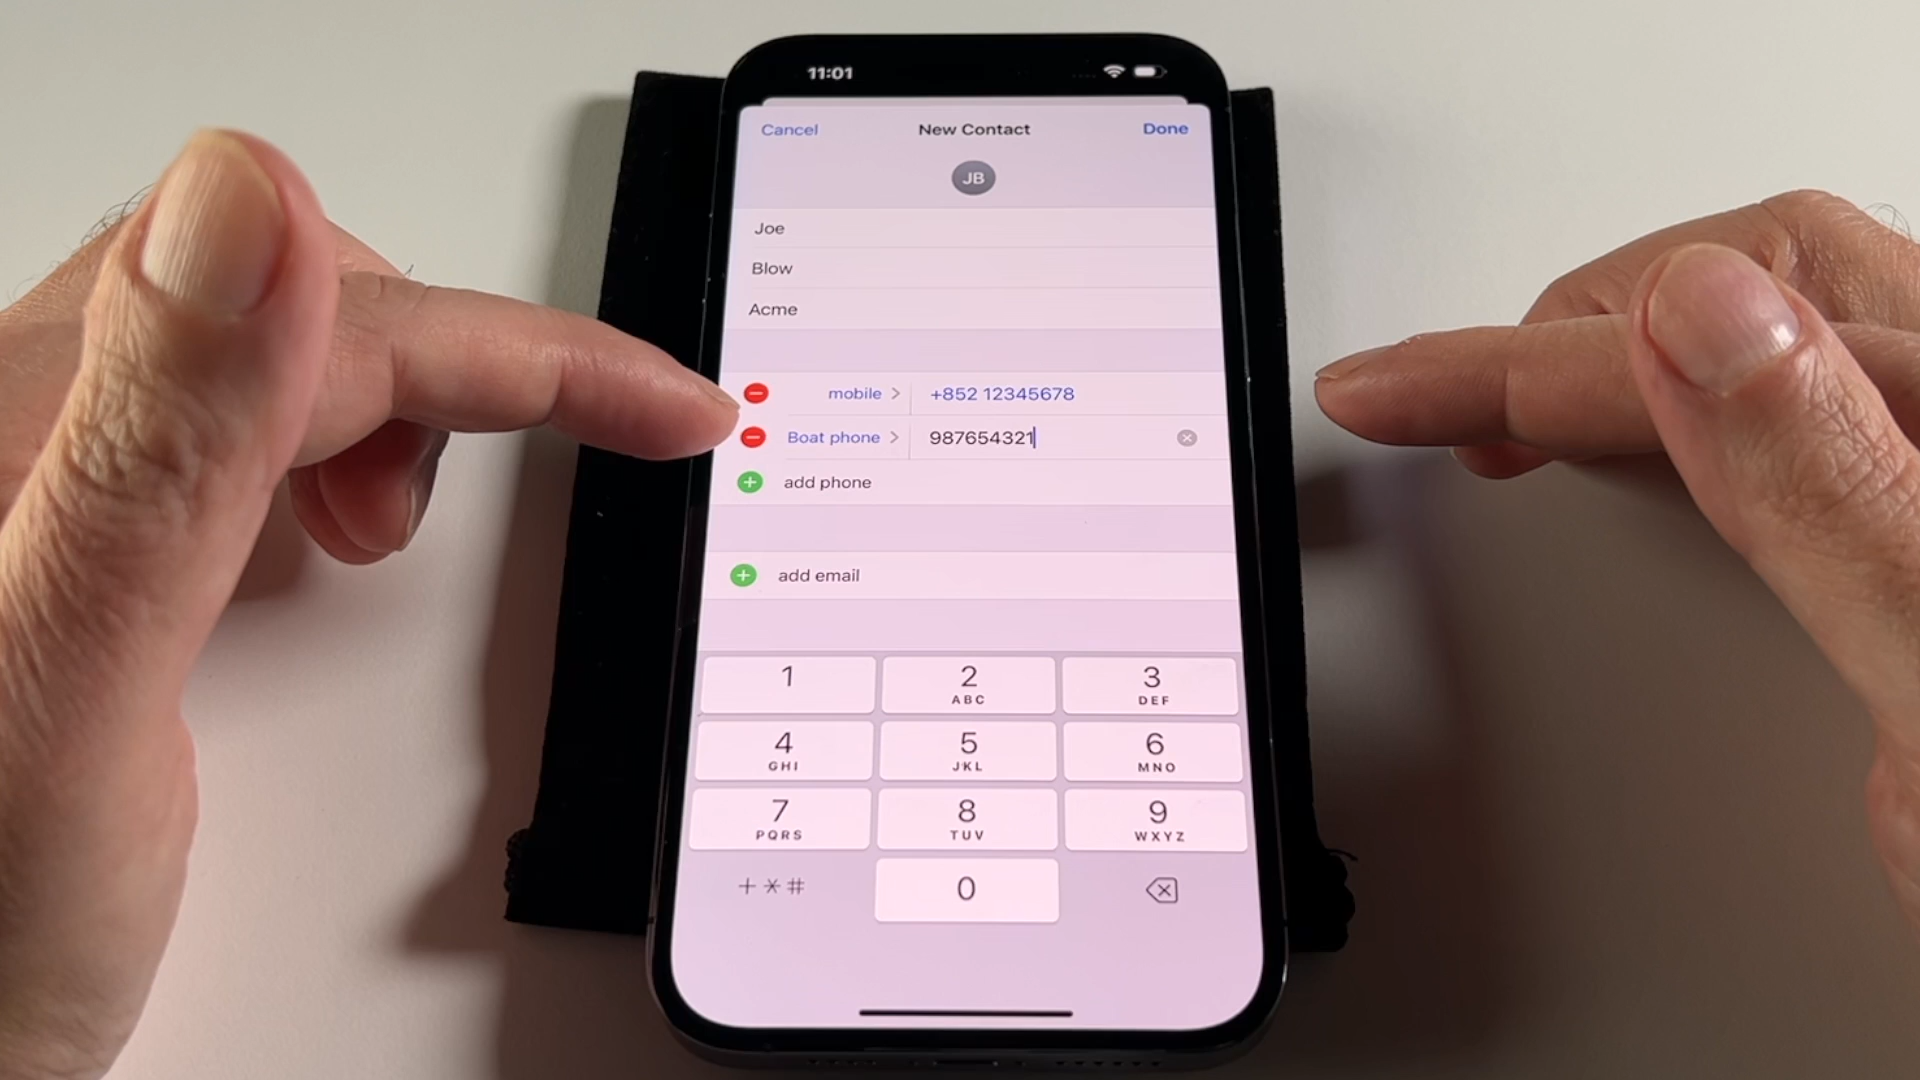 11:01
Cancel New Contact Done
JB
Joe
Blow
Acme
mobile > +852 12345678
Boat phone > 987654321
add phone
add email
1 2 3
ABC DEF
4 5 6
GHI JKL MNO
7 8 9
PQRS TUV WXYZ
+*# 0